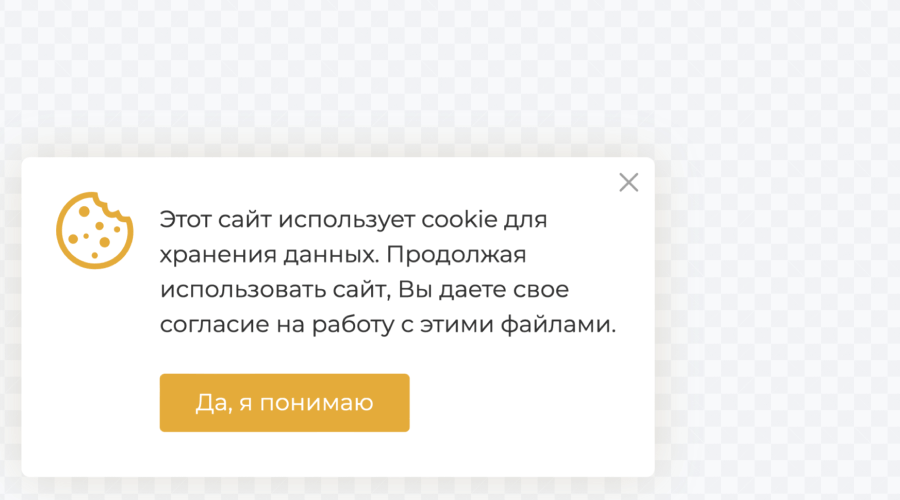 Этот сайт использует cookie для
хранения данных. Продолжая
использовать сайт, Вы даете свое
согласие на работу с этими файлами.
Да, я понимаю